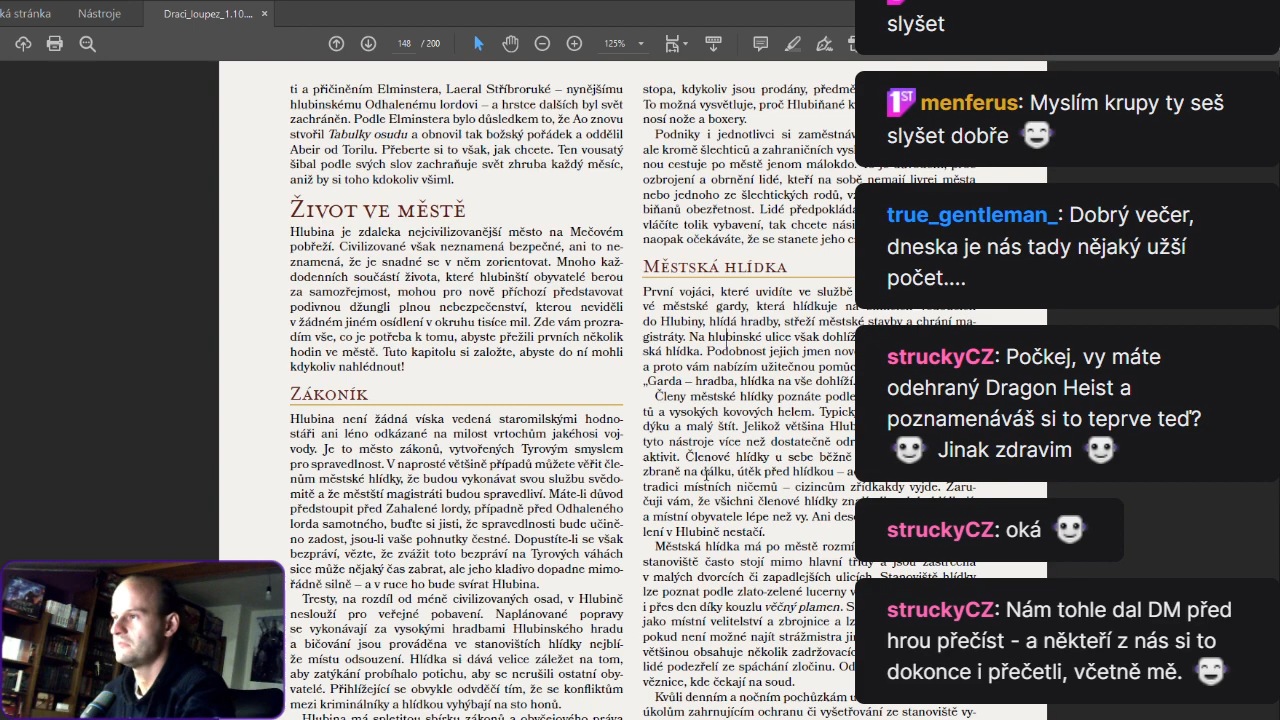 ká stránka
Nástroje
Draci_loupez_1.10....
×
148 / 200
125%
ti a přičiněním Elminstera, Laeral Stříbroruké – nynějšímu
hlubinskému Odhalenému lordovi – a hrstce dalších byl svět
zachráněn. Podle Elminstera bylo důsledkem to, že Ao znovu
stvořil Tabulky osudu a obnovil tak božský pořádek a oddělil
Abeir od Torilu. Přeberte si to však, jak chcete. Ten vousatý
šibal podle svých slov zachraňuje svět zhruba každý měsíc,
aniž by si toho kdokoliv všiml.
Život ve městě
Hlubina je zdaleka nejcivilizovanější město na Mečovém
pobřeží. Civilizované však neznamená bezpečné, ani to ne-
znamená, že je snadné se v něm zorientovat. Mnoho kaž-
dodenních součástí života, které hlubinští obyvatelé berou
za samozřejmost, mohou pro nově příchozí představovat
podivnou džungli plnou nebezpečenství, kterou neviděli
v žádném jiném osídlení v okruhu tisíce mil. Zde vám prozra-
dím vše, co je potřeba k tomu, abyste přežili prvních několik
hodin ve městě. Tuto kapitolu si založte, abyste do ní mohli
kdykoliv nahlédnout!
Zákoník
Hlubina není žádná víska vedená staromilskými hodno-
stáři ani léno odkázané na milost vrtochům jakéhosi voj-
vody. Je to město zákonů, vytvořených Tyrovým smyslem
pro spravedlnost. V naprosté většině případů můžete věřit čle-
nům městské hlídky, že budou vykonávat svou službu svědo-
mitě a že městští magistráti budou spravedliví. Máte-li důvod
předstoupit před Zahalené lordy, případně před Odhaleného
lorda samotného, buďte si jisti, že spravedlnosti bude učině-
no zadost, jsou-li vaše pohnutky čestné. Dopustíte-li se však
bezpráví, vězte, že zvážit toto bezpráví na Tyrových váhách
sice může nějaký čas zabrat, ale jeho kladivo dopadne mimo-
řádně silně – a v ruce ho bude svírat Hlubina.
Tresty, na rozdíl od méně civilizovaných osad, v Hlubině
neslouží pro veřejné pobavení. Naplánované popravy
se vykonávají za vysokými hradbami Hlubinského hradu
a bičování jsou prováděna ve stanovištích hlídky nejblí-
že místu odsouzení. Hlídka si dává velice záležet na tom,
aby zatýkání probíhalo potichu, aby se nerušili ostatní oby-
vatelé. Přihlížející se obvykle odvděčí tím, že se konfliktům
mezi kriminálníky a hlídkou vyhýbají na sto honů.
Hlubina má spletitou sbírku zákonů a obyčejového práva
stopa, kdykoliv jsou prodány, předmě
To možná vysvětluje, proč Hlubiňané k
nosí nože a boxery.
Podniky i jednotlivci si zaměstnáv
ale kromě šlechticů a zahraničních vys
nou cestuje po městě jenom málokdo.
ozbrojení a obrnění lidé, kteří na sobě nemají livrej města
nebo jednoho ze šlechtických rodů, v
biňanů obezřetnost. Lidé předpokláda
vláčíte tolik vybavení, tak chcete nási
naopak očekáváte, že se stanete jeho c
Městská hlídka
První vojáci, které uvidíte ve službě
vé městské gardy, která hlídkuje na
do Hlubiny, hlídá hradby, střeží městské stavby a chrání ma-
gistráty. Na hlubinské ulice však dohlíž
ská hlídka. Podobnost jejich jmen nov
a proto vám nabízím užitečnou pomůc
„Garda – hradba, hlídka na vše dohlíží.
Členy městské hlídky poznáte podle
tů a vysokých kovových helem. Typick
dýku a malý štít. Jelikož většina Hlub
tyto nástroje více než dostatečně odr
aktivit. Členové hlídky u sebe běžně
zbraně na dálku, útěk před hlídkou – a
tradici místních ničemů – cizincům zřídkakdy vyjde. Zaru-
čuji vám, že všichni členové hlídky zna
a místní obyvatele lépe než vy. Ani des
lení v Hlubině nestačí.
Městská hlídka má po městě rozmí
stanoviště často stojí mimo hlavní třídy a jsou zastrčena
v malých dvorcích či zapadlejších ulicích. Stanoviště hlídky
lze poznat podle zlato-zelené lucerny v
i přes den díky kouzlu věčný plamen. S
jako místní velitelství a zbrojnice a lz
pokud není možné najít strážmistra ji
většinou obsahuje několik zadržovacíc
lidé podezřelí ze spáchání zločinu. Od
věznice, kde čekají na soud.
Kvůli denním a nočním pochůzkám u
úkolům zahrnujícím ochranu či vyšetřování ze stanoviště vy-
slyšet
1ST menferus: Myslím krupy ty seš
slyšet dobře
true_gentleman_: Dobrý večer,
dneska je nás tady nějaký užší
počet....
struckyCZ: Počkej, vy máte
odehraný Dragon Heist a
poznamenáváš si to teprve teď?
Jinak zdravim
struckyCZ: oká
struckyCZ: Nám tohle dal DM před
hrou přečíst - a někteří z nás si to
dokonce i přečetli, včetně mě.